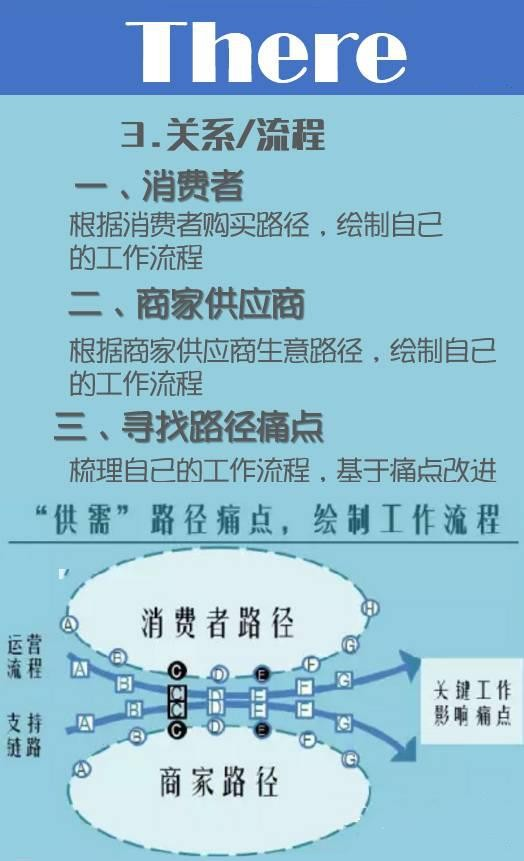 There
3.关系/流程
一、消费者
根据消费者购买路径，绘制自己
的工作流程
二、商家供应商
根据商家供应商生意路径，绘制自己
的工作流程
三、寻找路径痛点
梳理自己的工作流程，基于痛点改进
“供需”路径痛点，绘制工作流程
消费者路径
A B C D E F G H
运营
流程
A B C D E F G
关键工作
影响痛点
支持
链路
A B C D E F G
A B C D E F G
商家路径